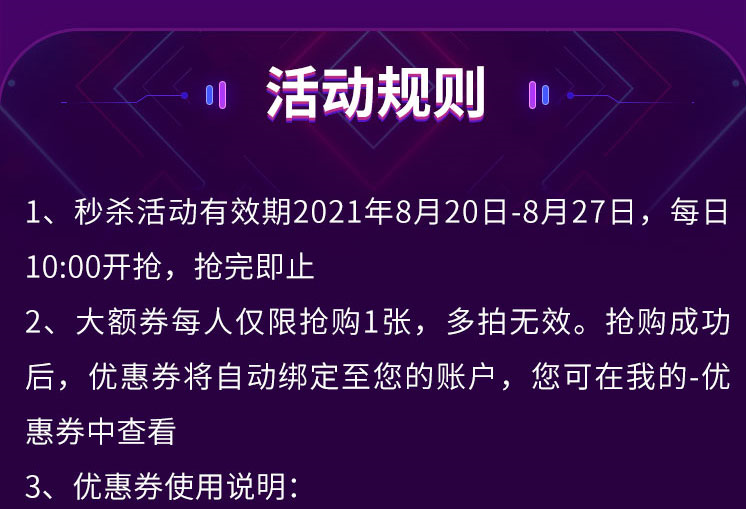 活动规则
1、秒杀活动有效期2021年8月20日-8月27日，每日
10:00开抢，抢完即止
2、大额券每人仅限抢购1张，多拍无效。抢购成功
后，优惠券将自动绑定至您的账户，您可在我的-优
惠券中查看
3、优惠券使用说明：